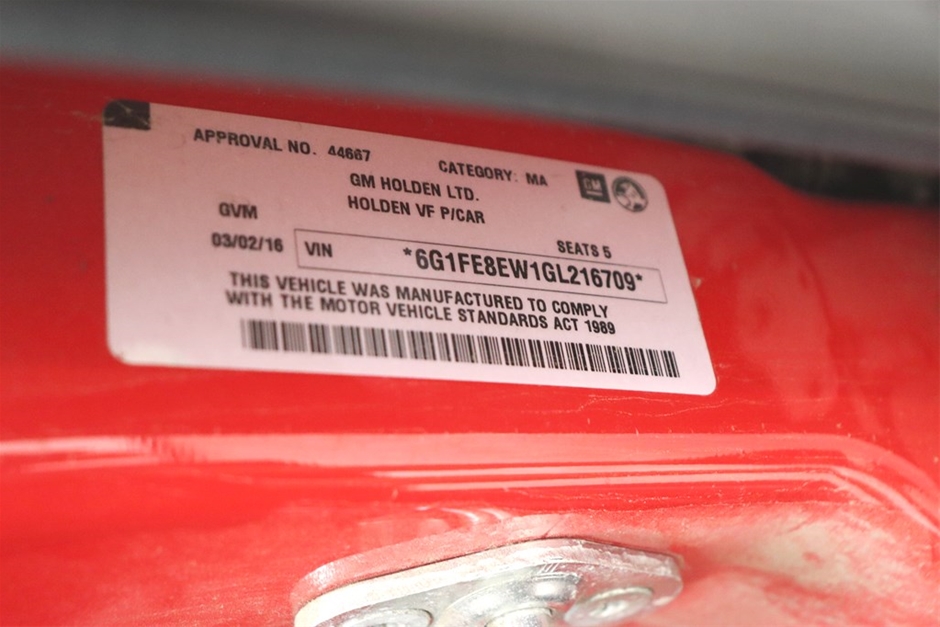 APPROVAL NO. 44667 CATEGORY: MA
GM HOLDEN LTD.
HOLDEN VF P/CAR
GM
GVM
SEATS 5
03/02/16 VIN *6G1FE8EW1GL216709*
THIS VEHICLE WAS MANUFACTURED TO COMPLY
WITH THE MOTOR VEHICLE STANDARDS ACT 1989